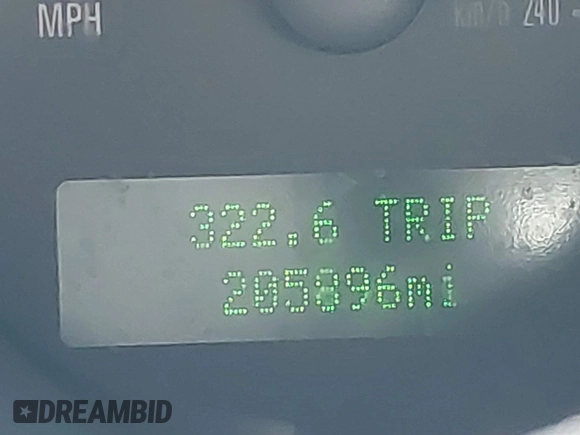 MPH
km/h 240
322.6 TRIP
205896mi
DREAMBID